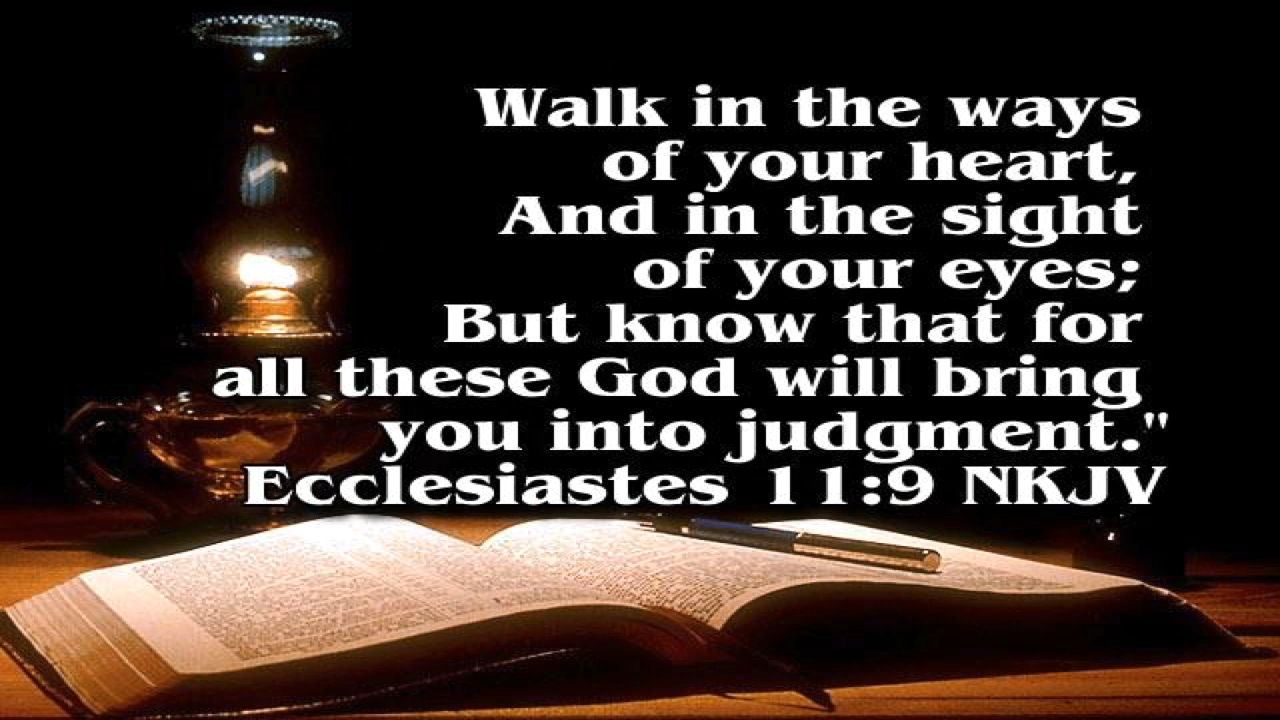 Walk in the ways
of your heart,
And in the sight
of your eyes;
But know that for
all these God will bring
you into judgment."
Ecclesiastes 11:9 NKJV